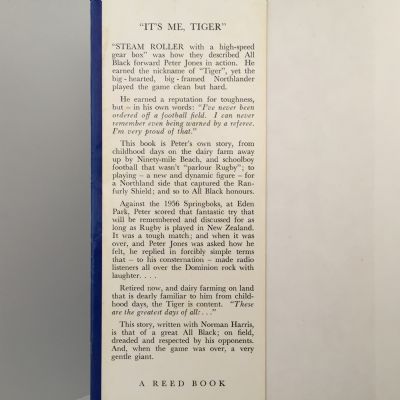 "IT'S ME, TIGER"
"STEAM ROLLER with a high-speed
gear box" was how they described All
Black forward Peter Jones in action. He
earned the nickname of "Tiger", yet the
big-hearted, big-framed Northlander
played the game clean but hard.
He earned a reputation for toughness,
but – in his own words: "I've never been
ordered off a football field. I can never
remember even being warned by a referee.
I'm very proud of that."
This book is Peter's own story, from
childhood days on the dairy farm away
up by Ninety-mile Beach, and schoolboy
football that wasn't "parlour Rugby"; to
playing – a new and dynamic figure – for
a Northland side that captured the Ran-
furly Shield; and so to All Black honours.
Against the 1956 Springboks, at Eden
Park, Peter scored that fantastic try that
will be remembered and discussed for as
long as Rugby is played in New Zealand.
It was a tough match; and when it was
over, and Peter Jones was asked how he
felt, he replied in forcibly simple terms
that – to his consternation – made radio
listeners all over the Dominion rock with
laughter. . . .
Retired now, and dairy farming on land
that is dearly familiar to him from child-
hood days, the Tiger is content. "These
are the greatest days of all: . . ."
This story, written with Norman Harris,
is that of a great All Black; on field,
dreaded and respected by his opponents.
And, when the game was over, a very
gentle giant.
A REED BOOK